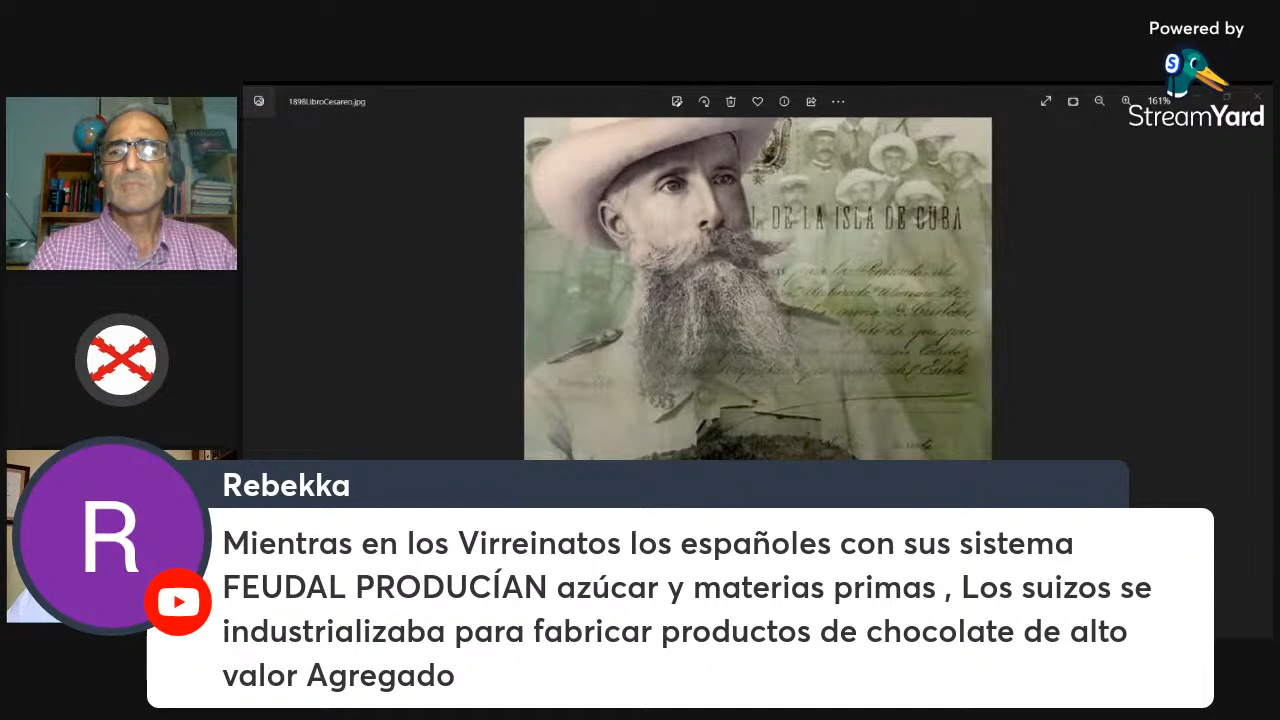 Powered by
StreamYard
1898LibroCesareo.jpg
161%
DE LA ISLA DE CUBA
R
Rebekka
Mientras en los Virreinatos los españoles con sus sistema
FEUDAL PRODUCÍAN azúcar y materias primas , Los suizos se
industrializaba para fabricar productos de chocolate de alto
valor Agregado